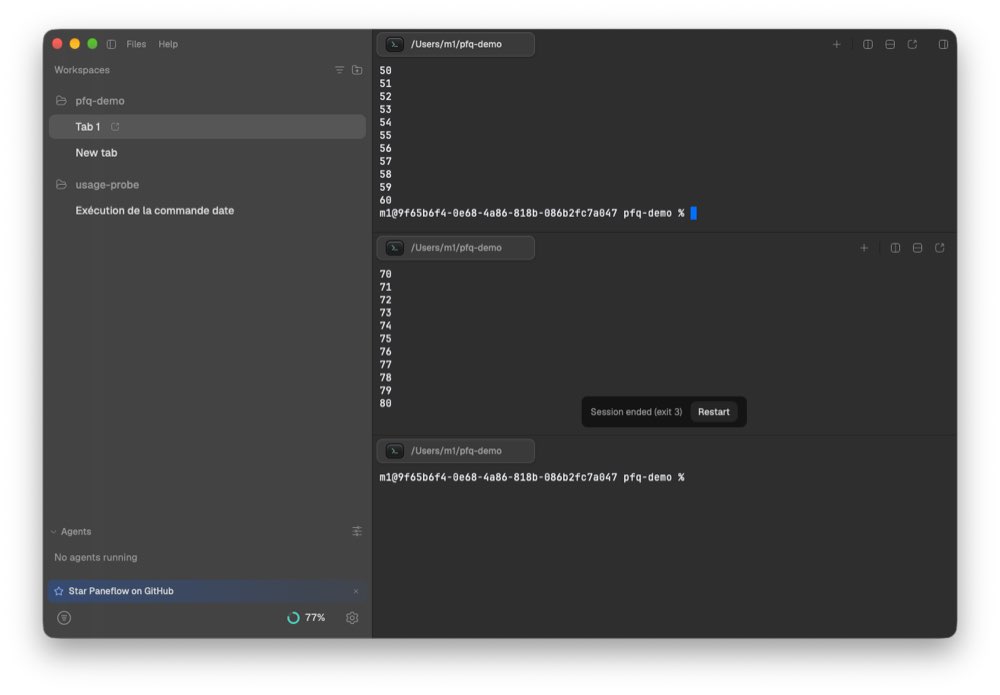 Files Help
Workspaces
pfq-demo
Tab 1
New tab
usage-probe
Exécution de la commande date
Agents
No agents running
Star Paneflow on GitHub
77%
/Users/m1/pfq-demo
50
51
52
53
54
55
56
57
58
59
60
m1@9f65b6f4-0e68-4a86-818b-086b2fc7a047 pfq-demo %
/Users/m1/pfq-demo
70
71
72
73
74
75
76
77
78
79
80
Session ended (exit 3) Restart
/Users/m1/pfq-demo
m1@9f65b6f4-0e68-4a86-818b-086b2fc7a047 pfq-demo %